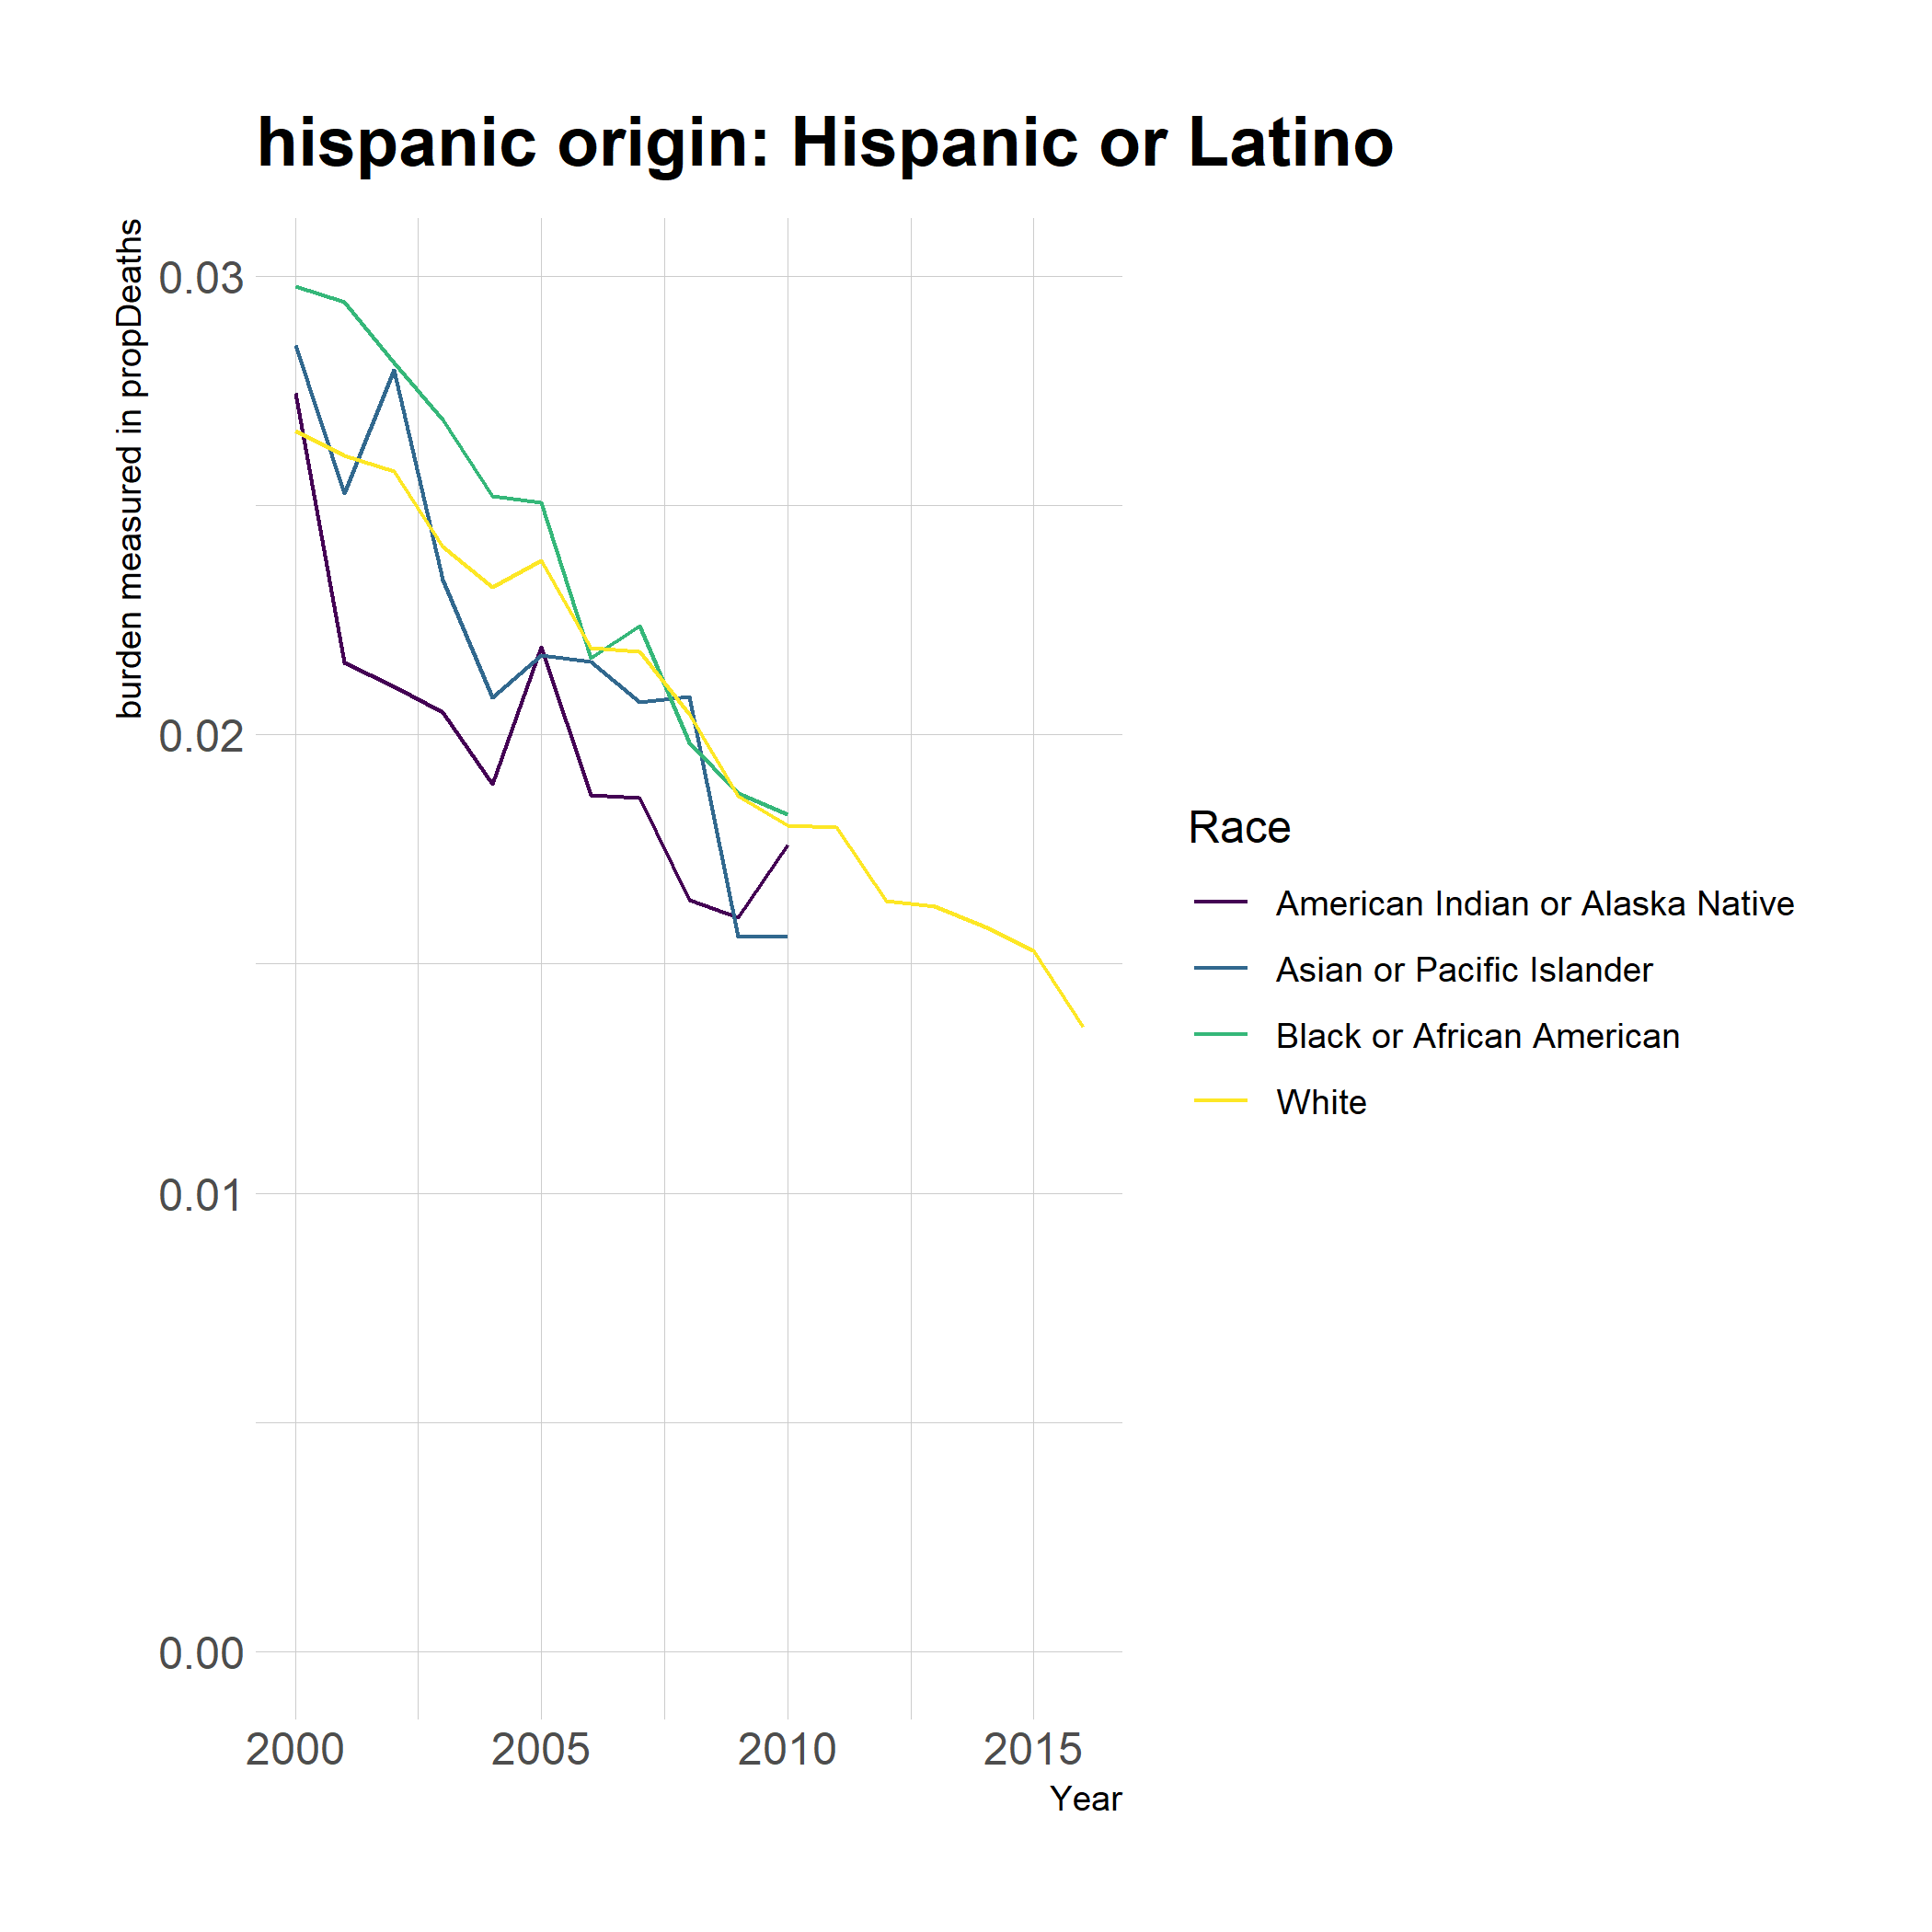 hispanic origin: Hispanic or Latino
burden measured in propDeaths
0.03
0.02
0.01
0.00
2000 2005 2010 2015
Year
Race
American Indian or Alaska Native
Asian or Pacific Islander
Black or African American
White